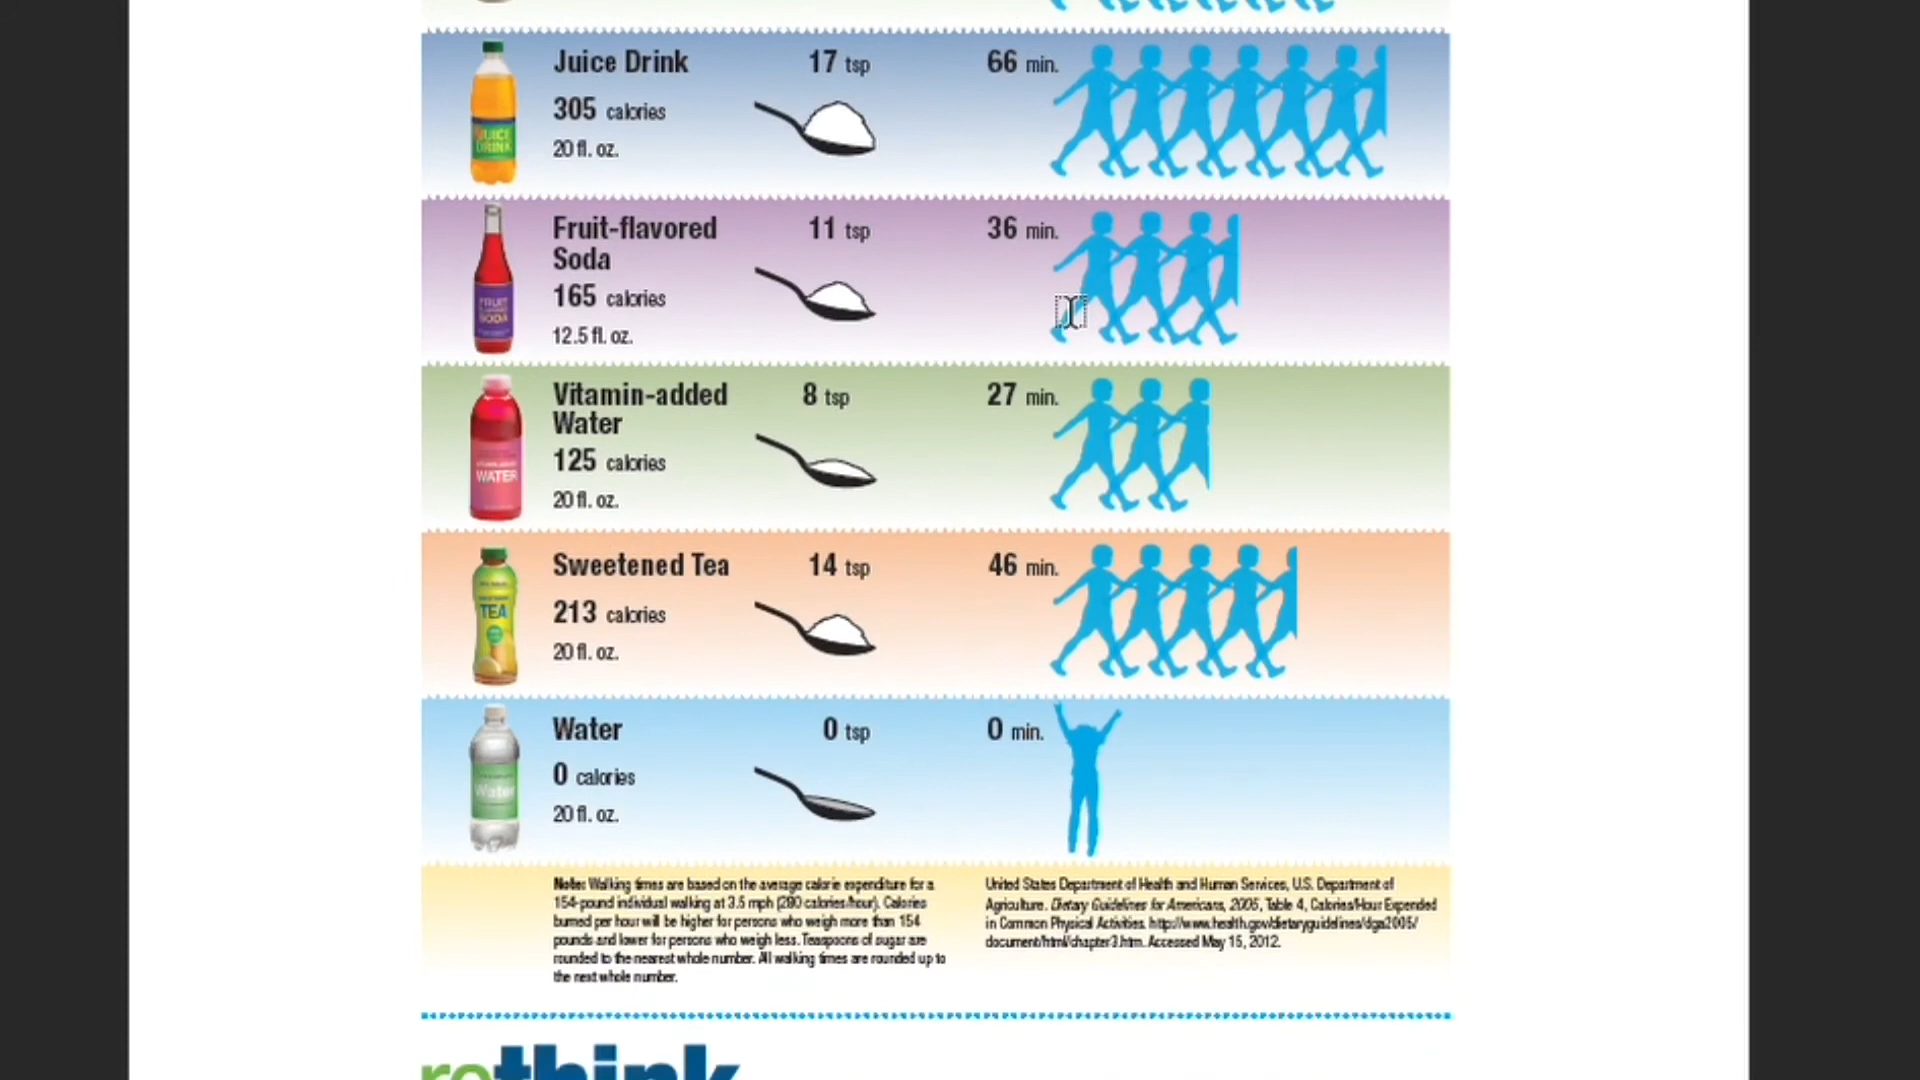 Juice Drink 17 tsp 66 min.
305 calories
20 fl. oz.
JUICE
DRINK
Fruit-flavored 11 tsp 36 min.
Soda
165 calories
12.5 fl. oz.
FRUIT
SODA
Vitamin-added 8 tsp 27 min.
Water
125 calories
20 fl. oz.
WATER
Sweetened Tea 14 tsp 46 min.
213 calories
20 fl. oz.
TEA
Water 0 tsp 0 min.
0 calories
20 fl. oz.
Water
Note: Walking times are based on the average calorie expenditure for a
154-pound individual walking at 3.5 mph (280 calories/hour). Calories
burned per hour will be higher for persons who weigh more than 154
pounds and lower for persons who weigh less. Teaspoons of sugar are
rounded to the nearest whole number. All walking times are rounded up to
the next whole number.
United States Department of Health and Human Services, U.S. Department of
Agriculture. Dietary Guidelines for Americans, 2005, Table 4, Calories/Hour Expended
in Common Physical Activities. http://www.health.gov/dietaryguidelines/dga2005/
document/html/chapter3.htm. Accessed May 15, 2012.
rethink